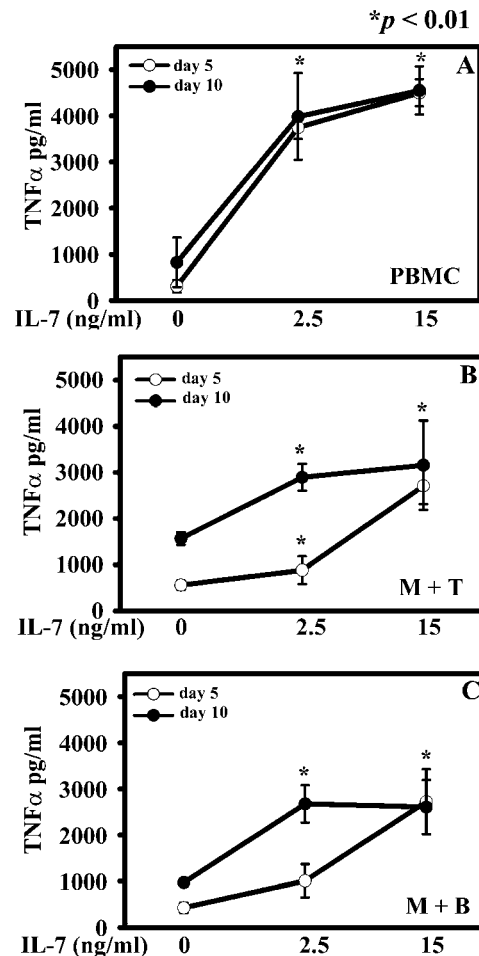 *p < 0.01
A
day 5
day 10
TNFα pg/ml
5000
4000
3000
2000
1000
0
* *
PBMC
IL-7 (ng/ml) 0 2.5 15
B
day 5
day 10
TNFα pg/ml
5000
4000
3000
2000
1000
0
*
*
*
M + T
IL-7 (ng/ml) 0 2.5 15
C
day 5
day 10
TNFα pg/ml
5000
4000
3000
2000
1000
0
* *
M + B
IL-7 (ng/ml) 0 2.5 15